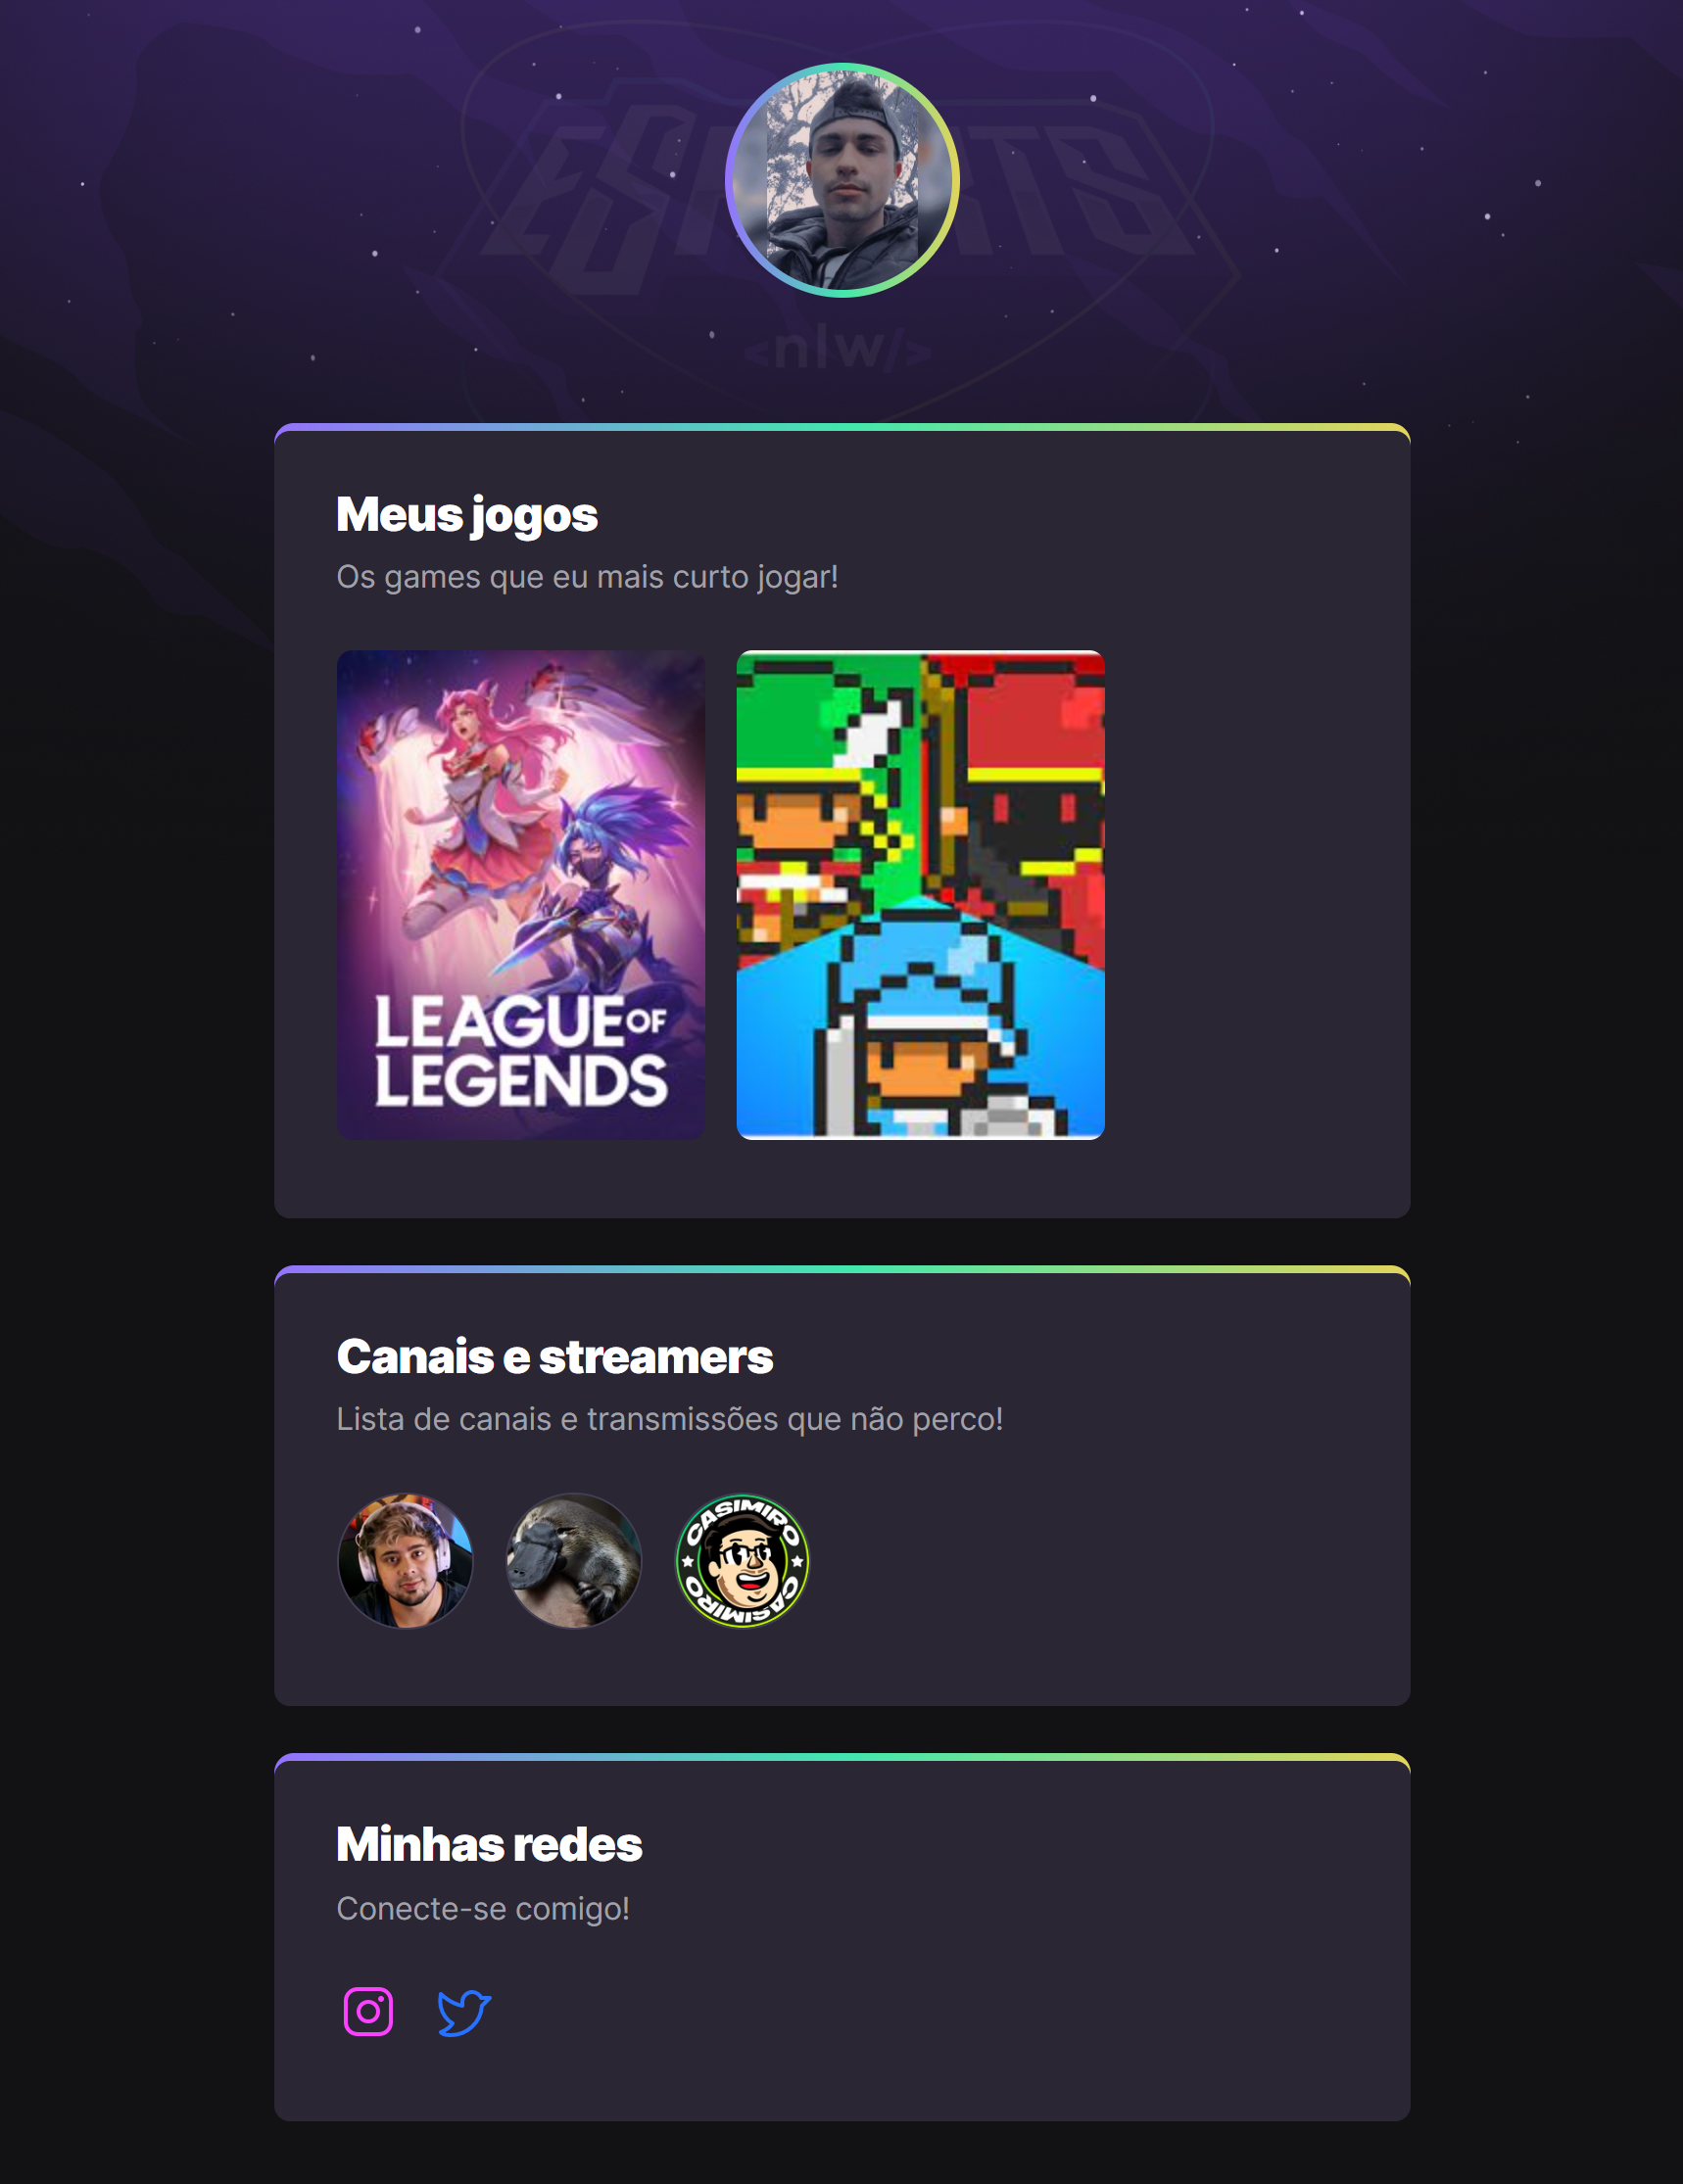 ESPORTS
<nlw/>
Meus jogos
Os games que eu mais curto jogar!
LEAGUE OF
LEGENDS
Canais e streamers
Lista de canais e transmissões que não perco!
CASIMIRO
CASIMIRO
Minhas redes
Conecte-se comigo!